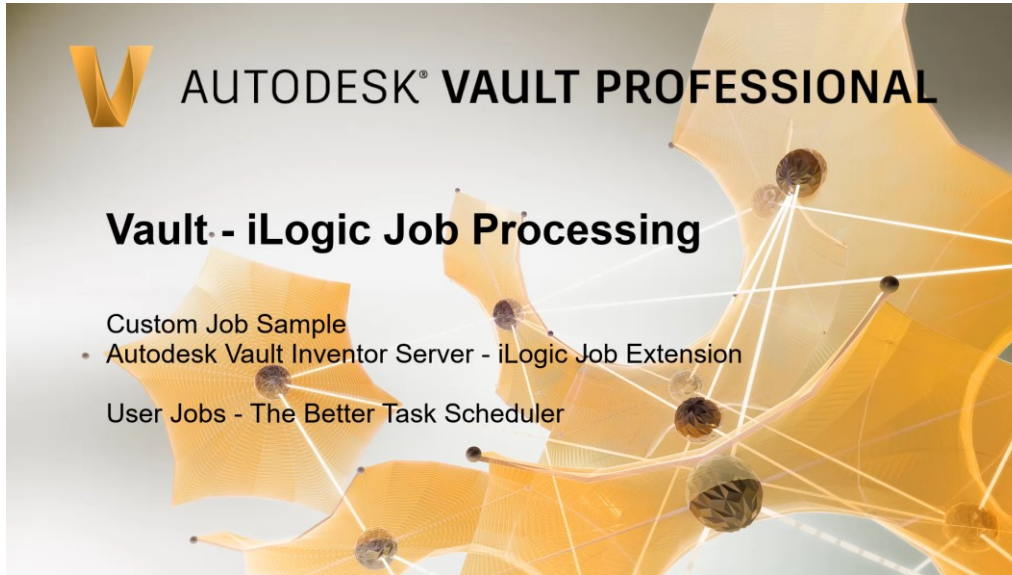 AUTODESK® VAULT PROFESSIONAL
Vault - iLogic Job Processing
Custom Job Sample
Autodesk Vault Inventor Server - iLogic Job Extension
User Jobs - The Better Task Scheduler